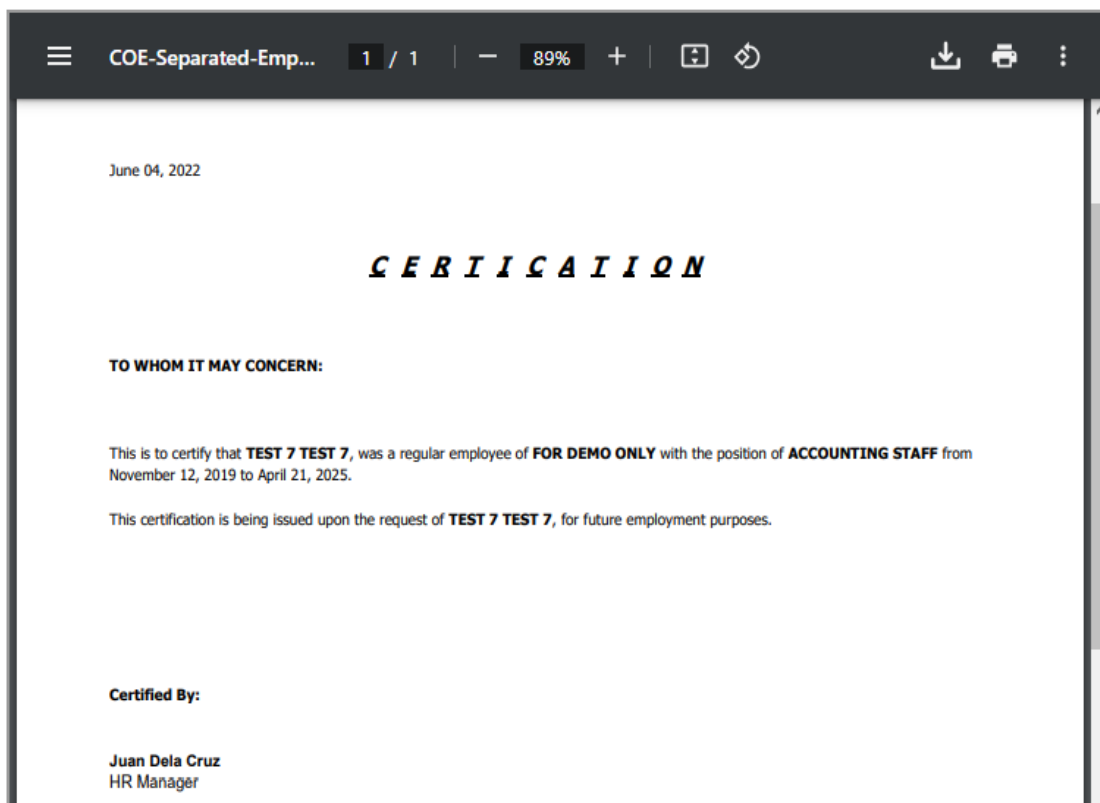 COE-Separated-Emp... 1 / 1 89%
June 04, 2022
C E R T I C A T I O N
TO WHOM IT MAY CONCERN:
This is to certify that TEST 7 TEST 7, was a regular employee of FOR DEMO ONLY with the position of ACCOUNTING STAFF from
November 12, 2019 to April 21, 2025.
This certification is being issued upon the request of TEST 7 TEST 7, for future employment purposes.
Certified By:
Juan Dela Cruz
HR Manager